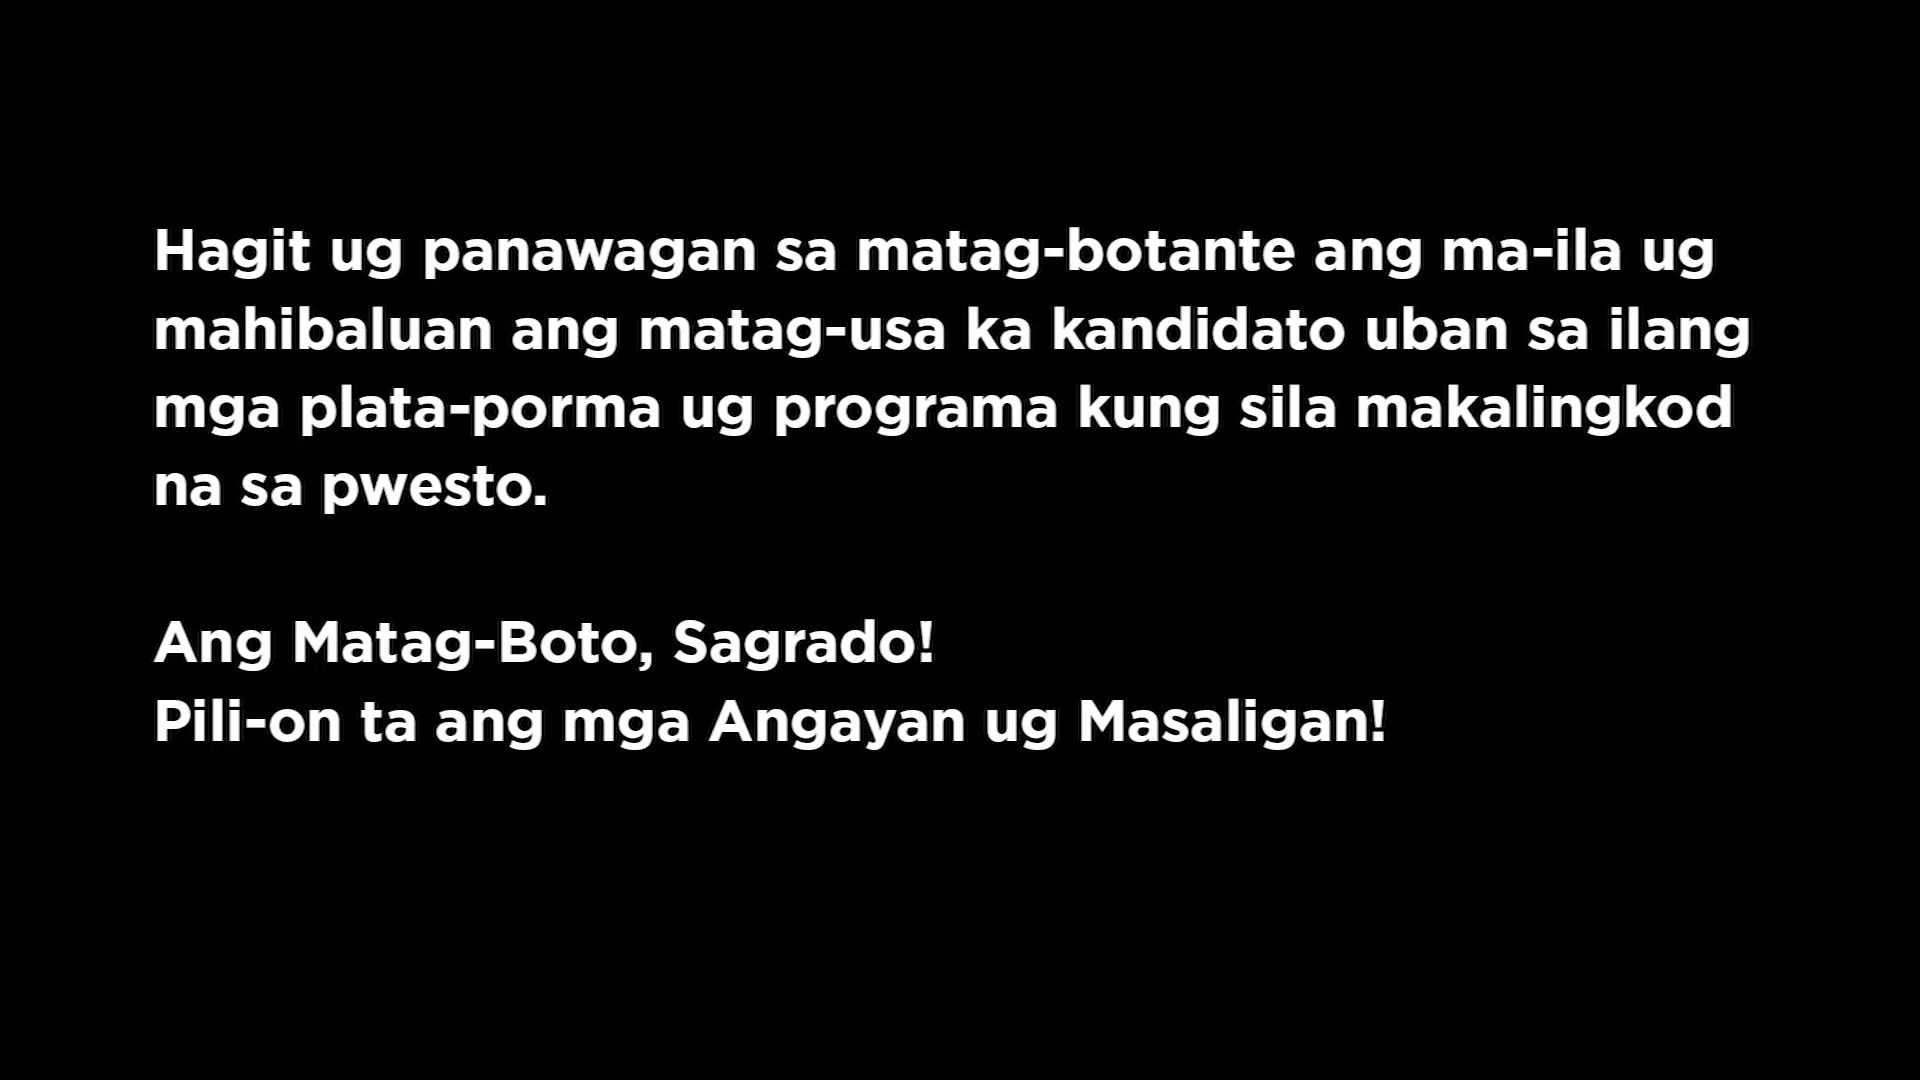 Hagit ug panawagan sa matag-botante ang ma-ila ug
mahibaluan ang matag-usa ka kandidato uban sa ilang
mga plata-porma ug programa kung sila makalingkod
na sa pwesto.
Ang Matag-Boto, Sagrado!
Pili-on ta ang mga Angayan ug Masaligan!